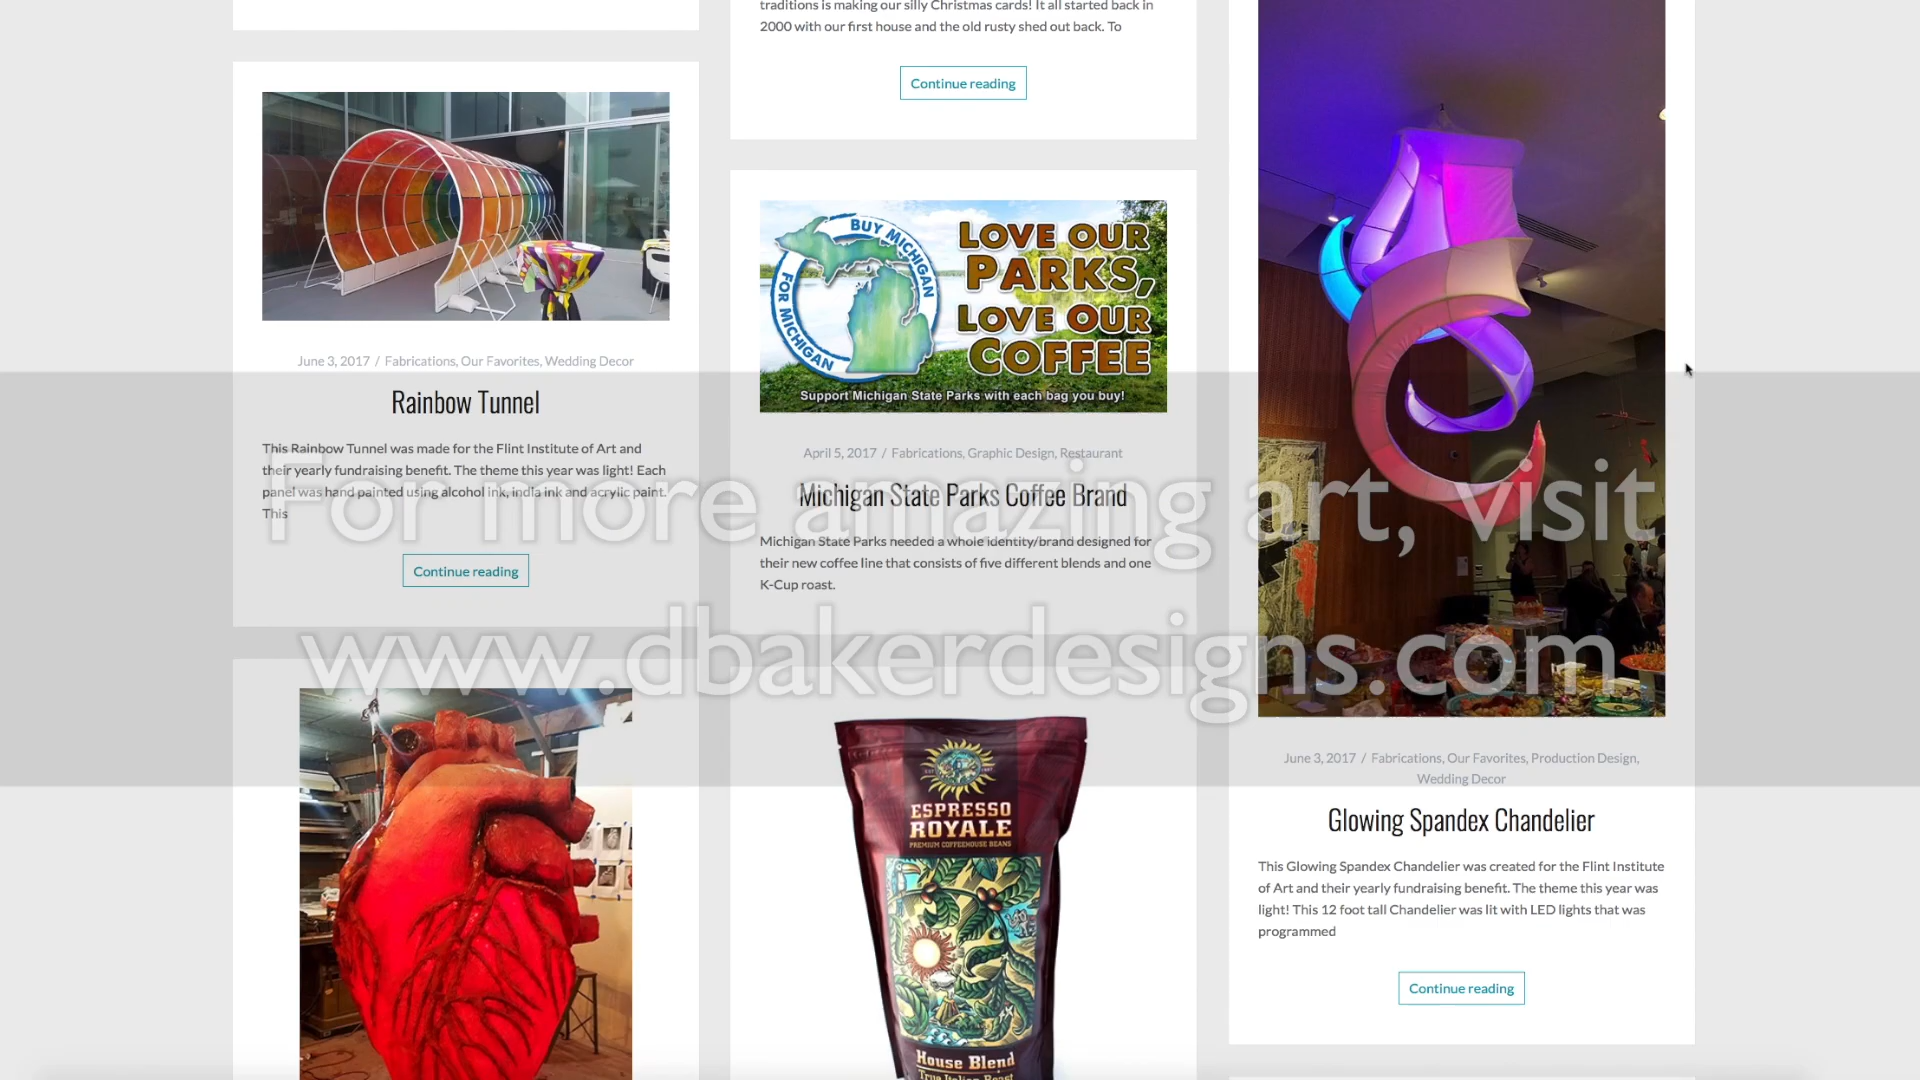 traditions is making our silly Christmas cards! It all started back in
2000 with our first house and the old rusty shed out back. To
Continue reading
June 3, 2017 / Fabrications, Our Favorites, Wedding Decor
Rainbow Tunnel
This Rainbow Tunnel was made for the Flint Institute of Art and
their yearly fundraising benefit. The theme this year was light! Each
panel was hand painted using alcohol ink, india ink and acrylic paint.
This
Continue reading
BUY MICHIGAN
FOR MICHIGAN
LOVE OUR
PARKS,
LOVE OUR
COFFEE
Support Michigan State Parks with each bag you buy!
April 5, 2017 / Fabrications, Graphic Design, Restaurant
Michigan State Parks Coffee Brand
Michigan State Parks needed a whole identity/brand designed for
their new coffee line that consists of five different blends and one
K-Cup roast.
For more amazing art, visit
www.dbakerdesigns.com
ESPRESSO
ROYALE
PREMIUM COFFEEHOUSE BEANS
House Blend
True Italian Roast
June 3, 2017 / Fabrications, Our Favorites, Production Design,
Wedding Decor
Glowing Spandex Chandelier
This Glowing Spandex Chandelier was created for the Flint Institute
of Art and their yearly fundraising benefit. The theme this year was
light! This 12 foot tall Chandelier was lit with LED lights that was
programmed
Continue reading